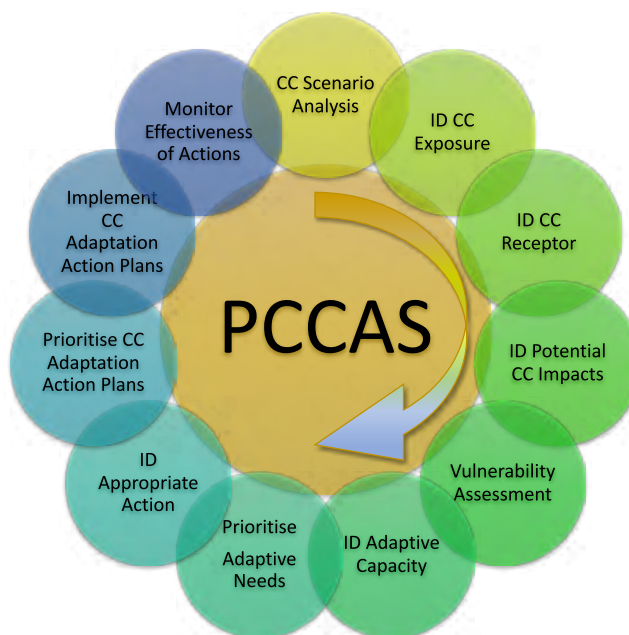 CC Scenario
Analysis
ID CC
Exposure
ID CC
Receptor
ID Potential
CC Impacts
Vulnerability
Assessment
ID Adaptive
Capacity
Prioritise
Adaptive
Needs
ID
Appropriate
Action
Prioritise CC
Adaptation
Action Plans
Implement
CC
Adaptation
Action Plans
Monitor
Effectiveness
of Actions
PCCAS